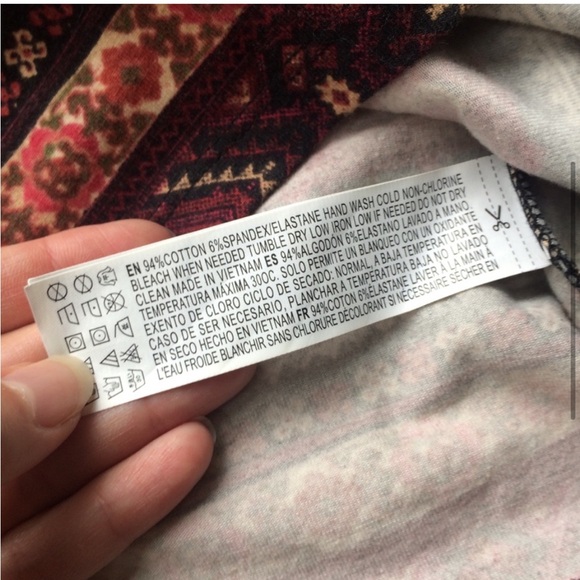 EN 94%COTTON 6%SPANDEX/ELASTANE HAND WASH COLD NON-CHLORINE
BLEACH WHEN NEEDED TUMBLE DRY LOW IRON LOW IF NEEDED DO NOT DRY
CLEAN MADE IN VIETNAM ES 94%ALGODÓN 6%ELASTANO LAVADO A MANO.
TEMPERATURA MÁXIMA 30OC. SOLO PERMITE UN BLANQUEO CON UN OXIDANTE
EXENTO DE CLORO CICLO DE SECADO: NORMAL, A BAJA TEMPERATURA EN
CASO DE SER NECESARIO. PLANCHAR A TEMPERATURA BAJA NO LAVADO
EN SECO HECHO EN VIETNAM FR 94%COTON 6%ELASTANE LAVER À LA MAIN À
L'EAU FROIDE BLANCHIR SANS CHLORURE DÉCOLORANT SI NÉCESSAIRE SÉCHER EN